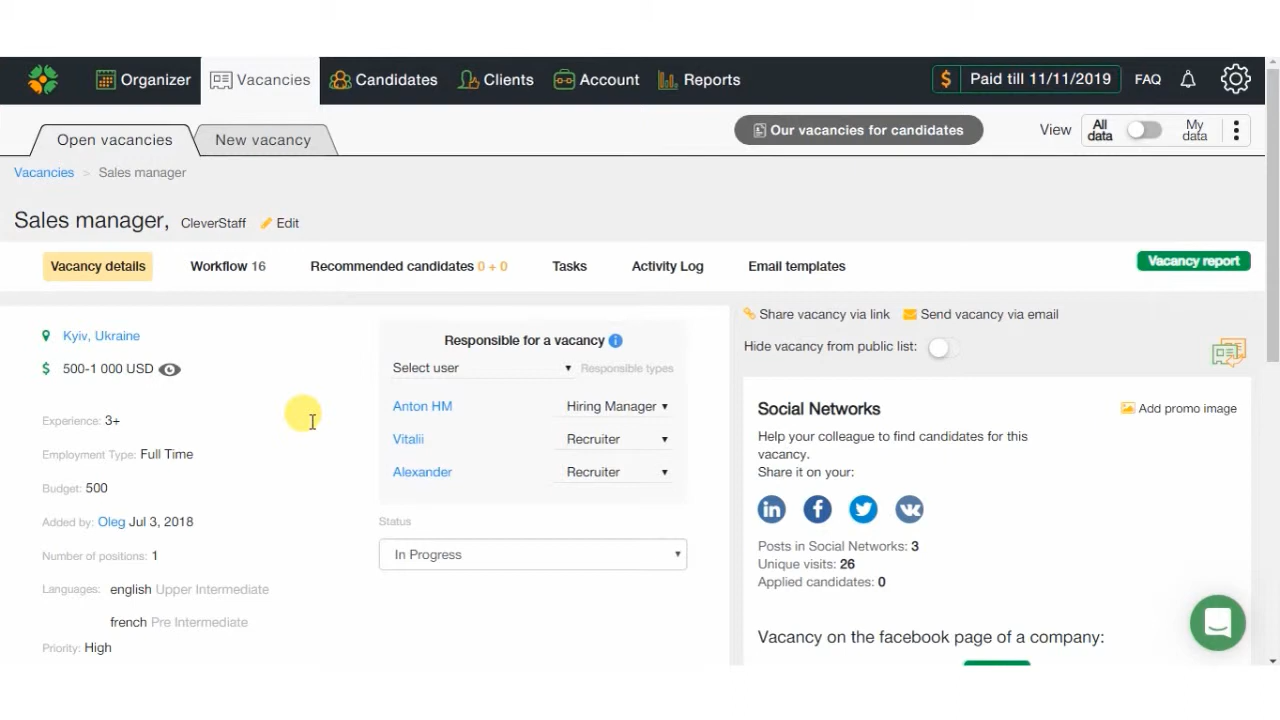 Organizer Vacancies Candidates Clients Account Reports $ Paid till 11/11/2019 FAQ
Open vacancies New vacancy Our vacancies for candidates View All data My data
Vacancies > Sales manager
Sales manager, CleverStaff Edit
Vacancy details Workflow 16 Recommended candidates 0 + 0 Tasks Activity Log Email templates Vacancy report
Kyiv, Ukraine
$ 500-1 000 USD
Experience: 3+
Employment Type: Full Time
Budget: 500
Added by: Oleg Jul 3, 2018
Number of positions: 1
Languages: english Upper Intermediate
french Pre Intermediate
Priority: High
Responsible for a vacancy i
Select user Responsible types
Anton HM Hiring Manager
Vitalii Recruiter
Alexander Recruiter
Status
In Progress
Share vacancy via link Send vacancy via email
Hide vacancy from public list:
Social Networks Add promo image
Help your colleague to find candidates for this
vacancy.
Share it on your:
Posts in Social Networks: 3
Unique visits: 26
Applied candidates: 0
Vacancy on the facebook page of a company: